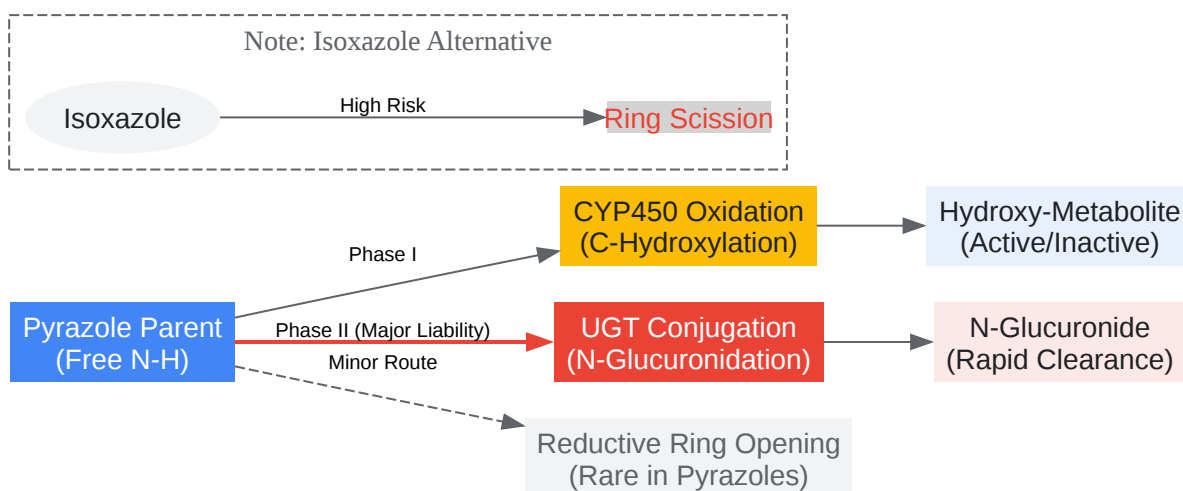 Note: Isoxazole Alternative
Isoxazole
High Risk
Ring Scission
CYP450 Oxidation
(C-Hydroxylation)
Hydroxy-Metabolite
(Active/Inactive)
Phase I
Pyrazole Parent
(Free N-H)
Phase II (Major Liability)
UGT Conjugation
(N-Glucuronidation)
N-Glucuronide
(Rapid Clearance)
Minor Route
Reductive Ring Opening
(Rare in Pyrazoles)